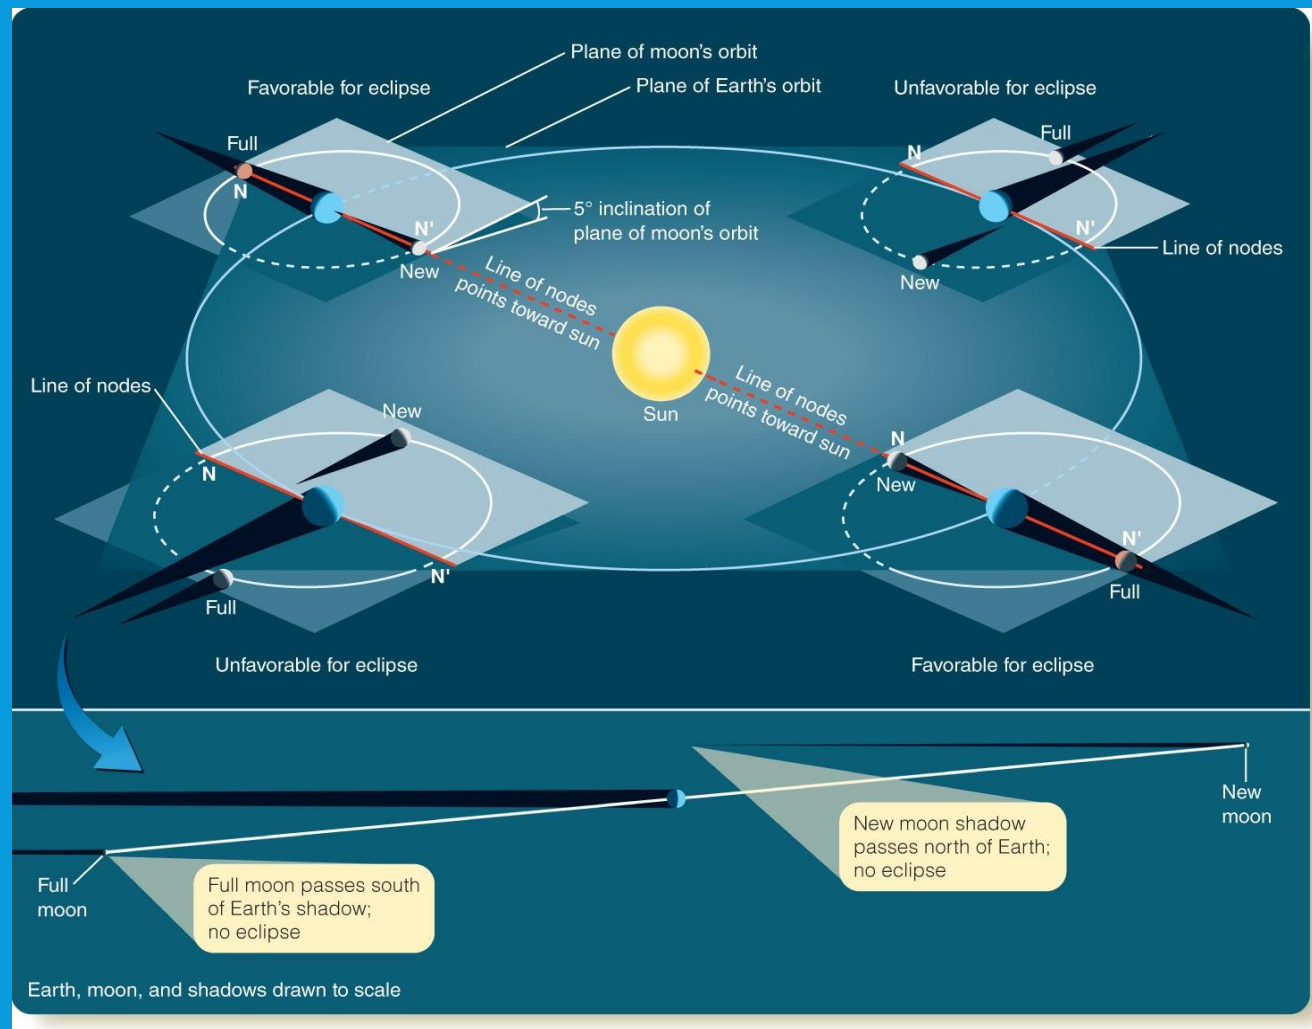 Plane of moon's orbit
Plane of Earth's orbit
Favorable for eclipse
Unfavorable for eclipse
Full
N
N'
New
5° inclination of
plane of moon's orbit
Line of nodes
points toward sun
Full
N
N'
Line of nodes
New
Sun
Line of nodes
points toward sun
Line of nodes
New
N
N'
Full
N
New
N'
Full
Unfavorable for eclipse
Favorable for eclipse
New
moon
New moon shadow
passes north of Earth;
no eclipse
Full
moon
Full moon passes south
of Earth's shadow;
no eclipse
Earth, moon, and shadows drawn to scale